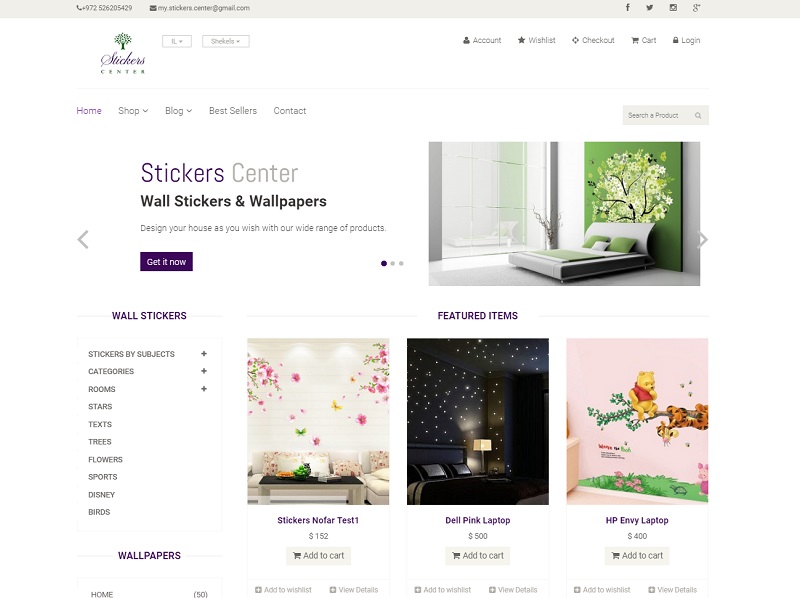 +972 526205429 my.stickers.center@gmail.com
Stickers
CENTER
IL Shekels
Account Wishlist Checkout Cart Login
Home Shop Blog Best Sellers Contact
Search a Product
Stickers Center
Wall Stickers & Wallpapers
Design your house as you wish with our wide range of products.
Get it now
WALL STICKERS
STICKERS BY SUBJECTS
CATEGORIES
ROOMS
STARS
TEXTS
TREES
FLOWERS
SPORTS
DISNEY
BIRDS
WALLPAPERS
HOME (50)
FEATURED ITEMS
Stickers Nofar Test1
$ 152
Add to cart
Add to wishlist View Details
Dell Pink Laptop
$ 500
Add to cart
Add to wishlist View Details
Winnie the Pooh
HP Envy Laptop
$ 400
Add to cart
Add to wishlist View Details